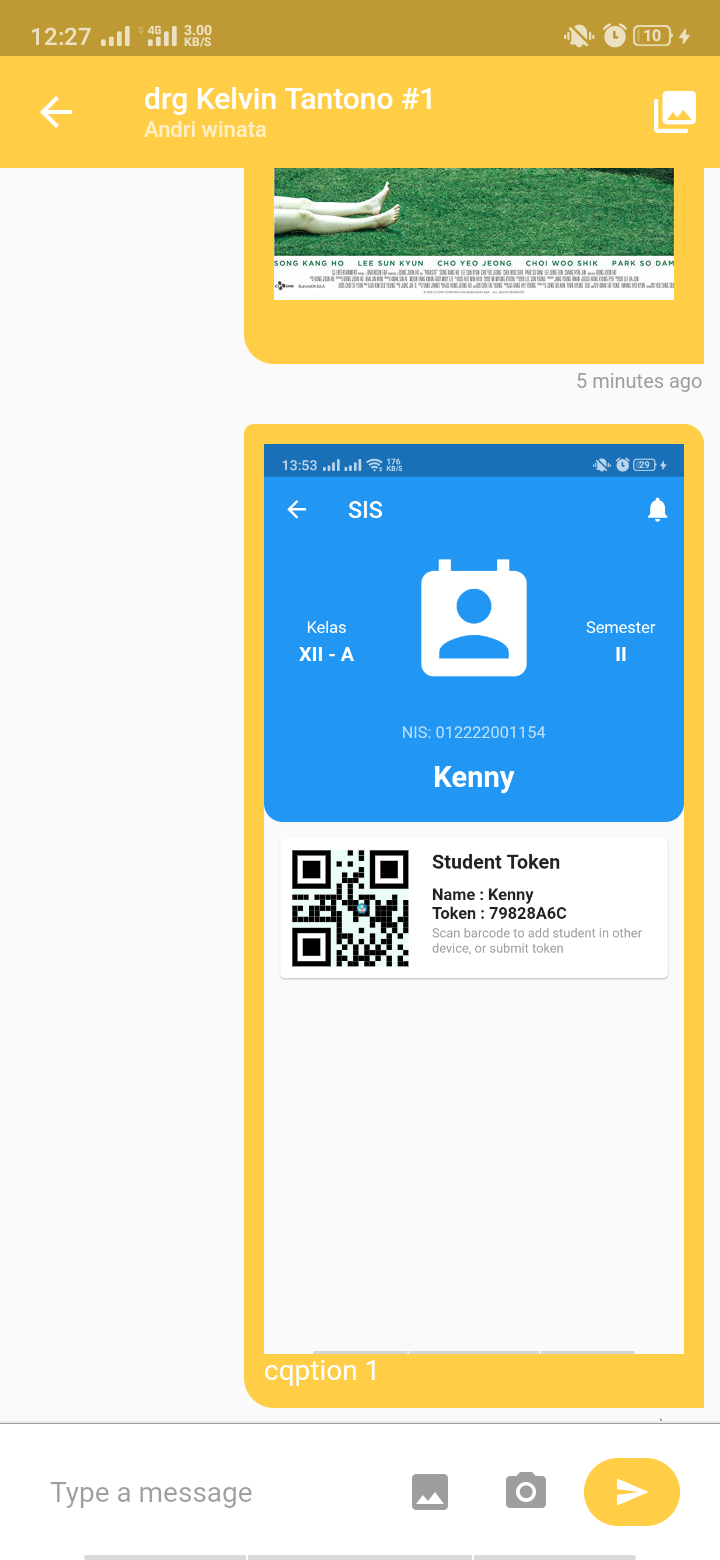 12:27 4G 3.00 KB/S 10
drg Kelvin Tantono #1
Andri winata
SONG KANG HO LEE SUN KYUN CHO YEO JEONG CHOI WOO SHIK PARK SO DAM
5 minutes ago
13:53 176 KB/S 29
SIS
Kelas Semester
XII - A II
NIS: 012222001154
Kenny
Student Token
Name : Kenny
Token : 79828A6C
Scan barcode to add student in other
device, or submit token
cqption 1
Type a message